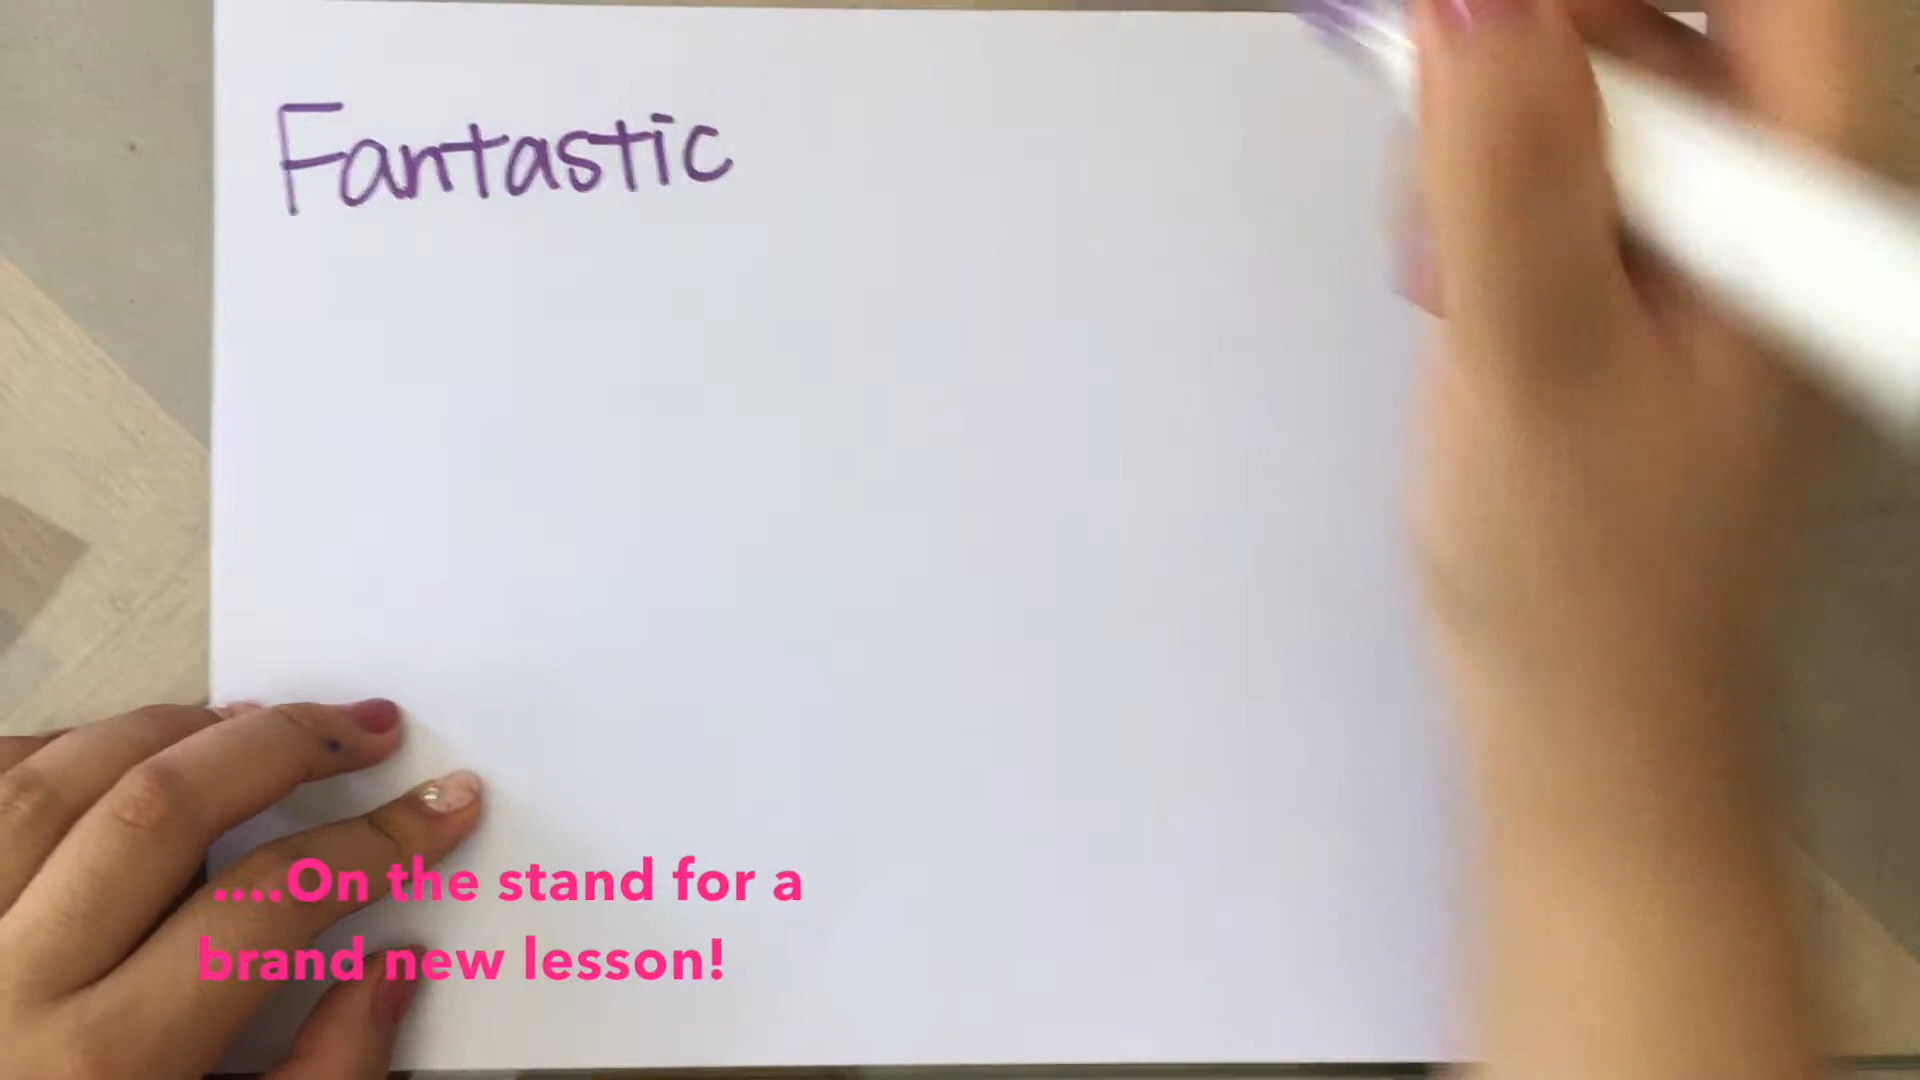 Fantastic
....On the stand for a
brand new lesson!